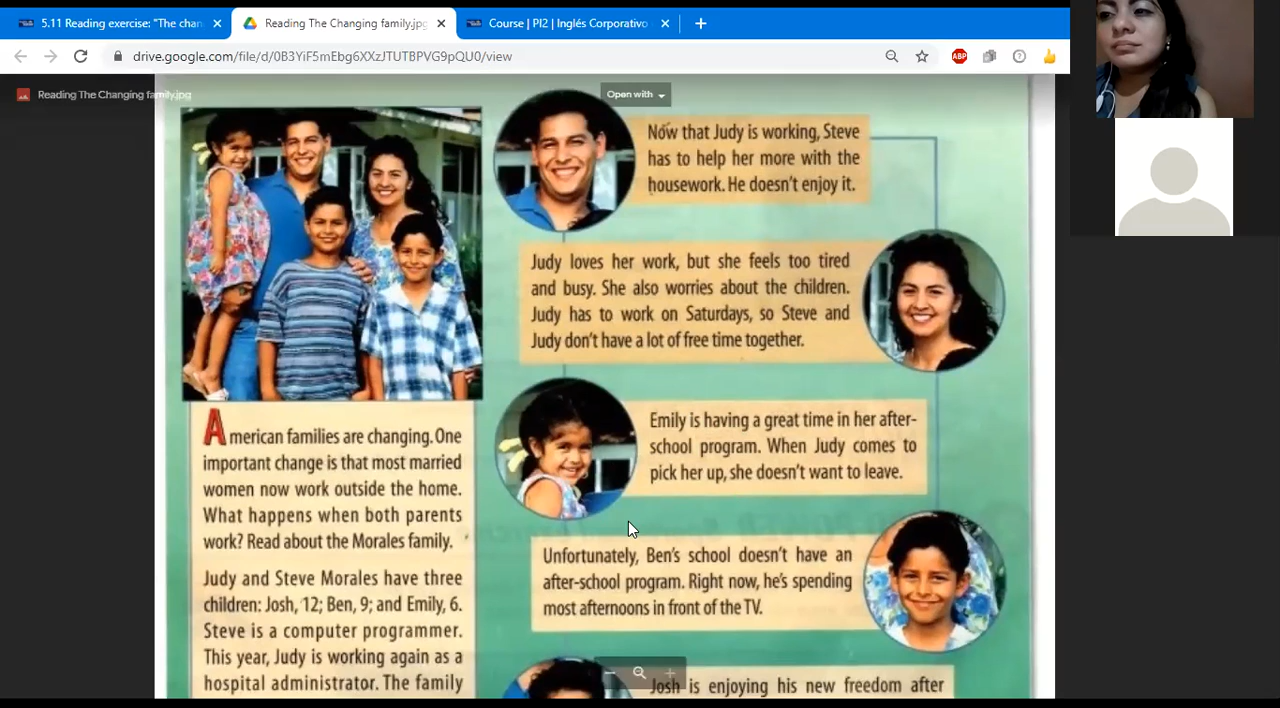 5.11 Reading exercise: "The chan
Reading The Changing family.jpg
Course | PI2 | Inglés Corporativo
drive.google.com/file/d/0B3YiF5mEbg6XXzJTUTBPVG9pQU0/view
ABP
Reading The Changing family.jpg
Open with
Now that Judy is working, Steve
has to help her more with the
housework. He doesn't enjoy it.
Judy loves her work, but she feels too tired
and busy. She also worries about the children.
Judy has to work on Saturdays, so Steve and
Judy don't have a lot of free time together.
Emily is having a great time in her after-
school program. When Judy comes to
pick her up, she doesn't want to leave.
Unfortunately, Ben's school doesn't have an
after-school program. Right now, he's spending
most afternoons in front of the TV.
Josh is enjoying his new freedom after
American families are changing. One
important change is that most married
women now work outside the home.
What happens when both parents
work? Read about the Morales family.
Judy and Steve Morales have three
children: Josh, 12; Ben, 9; and Emily, 6.
Steve is a computer programmer.
This year, Judy is working again as a
hospital administrator. The family